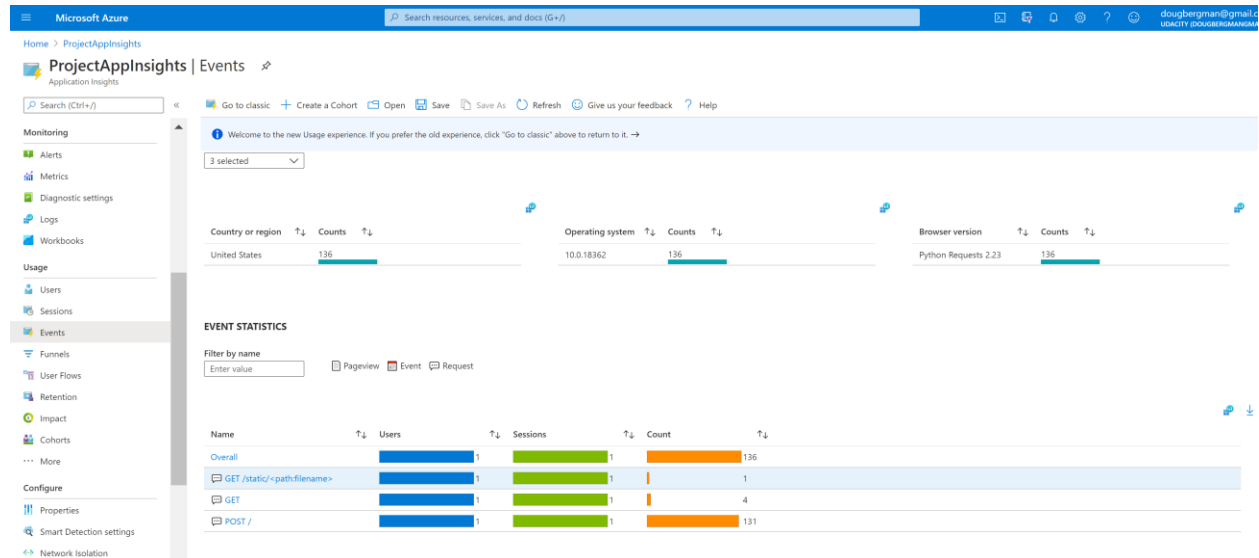 Microsoft Azure
Search resources, services, and docs (G+/)
dougbergman@gmail.c
UDACITY (DOUGBERGMANGMA
Home > ProjectAppInsights
ProjectAppInsights | Events
Application Insights
Search (Ctrl+/)
«
Go to classic
Create a Cohort
Open
Save
Save As
Refresh
Give us your feedback
? Help
Welcome to the new Usage experience. If you prefer the old experience, click "Go to classic" above to return to it. →
3 selected
Monitoring
Alerts
Metrics
Diagnostic settings
Logs
Workbooks
Usage
Users
Sessions
Events
Funnels
User Flows
Retention
Impact
Cohorts
More
Configure
Properties
Smart Detection settings
Network Isolation
Country or region ↑↓ Counts ↑↓
United States 136
Operating system ↑↓ Counts ↑↓
10.0.18362 136
Browser version ↑↓ Counts ↑↓
Python Requests 2.23 136
EVENT STATISTICS
Filter by name
Enter value
Pageview Event Request
Name ↑↓ Users ↑↓ Sessions ↑↓ Count ↑↓
Overall 1 1 136
GET /static/<path:filename> 1 1 1
GET 1 1 4
POST / 1 1 131